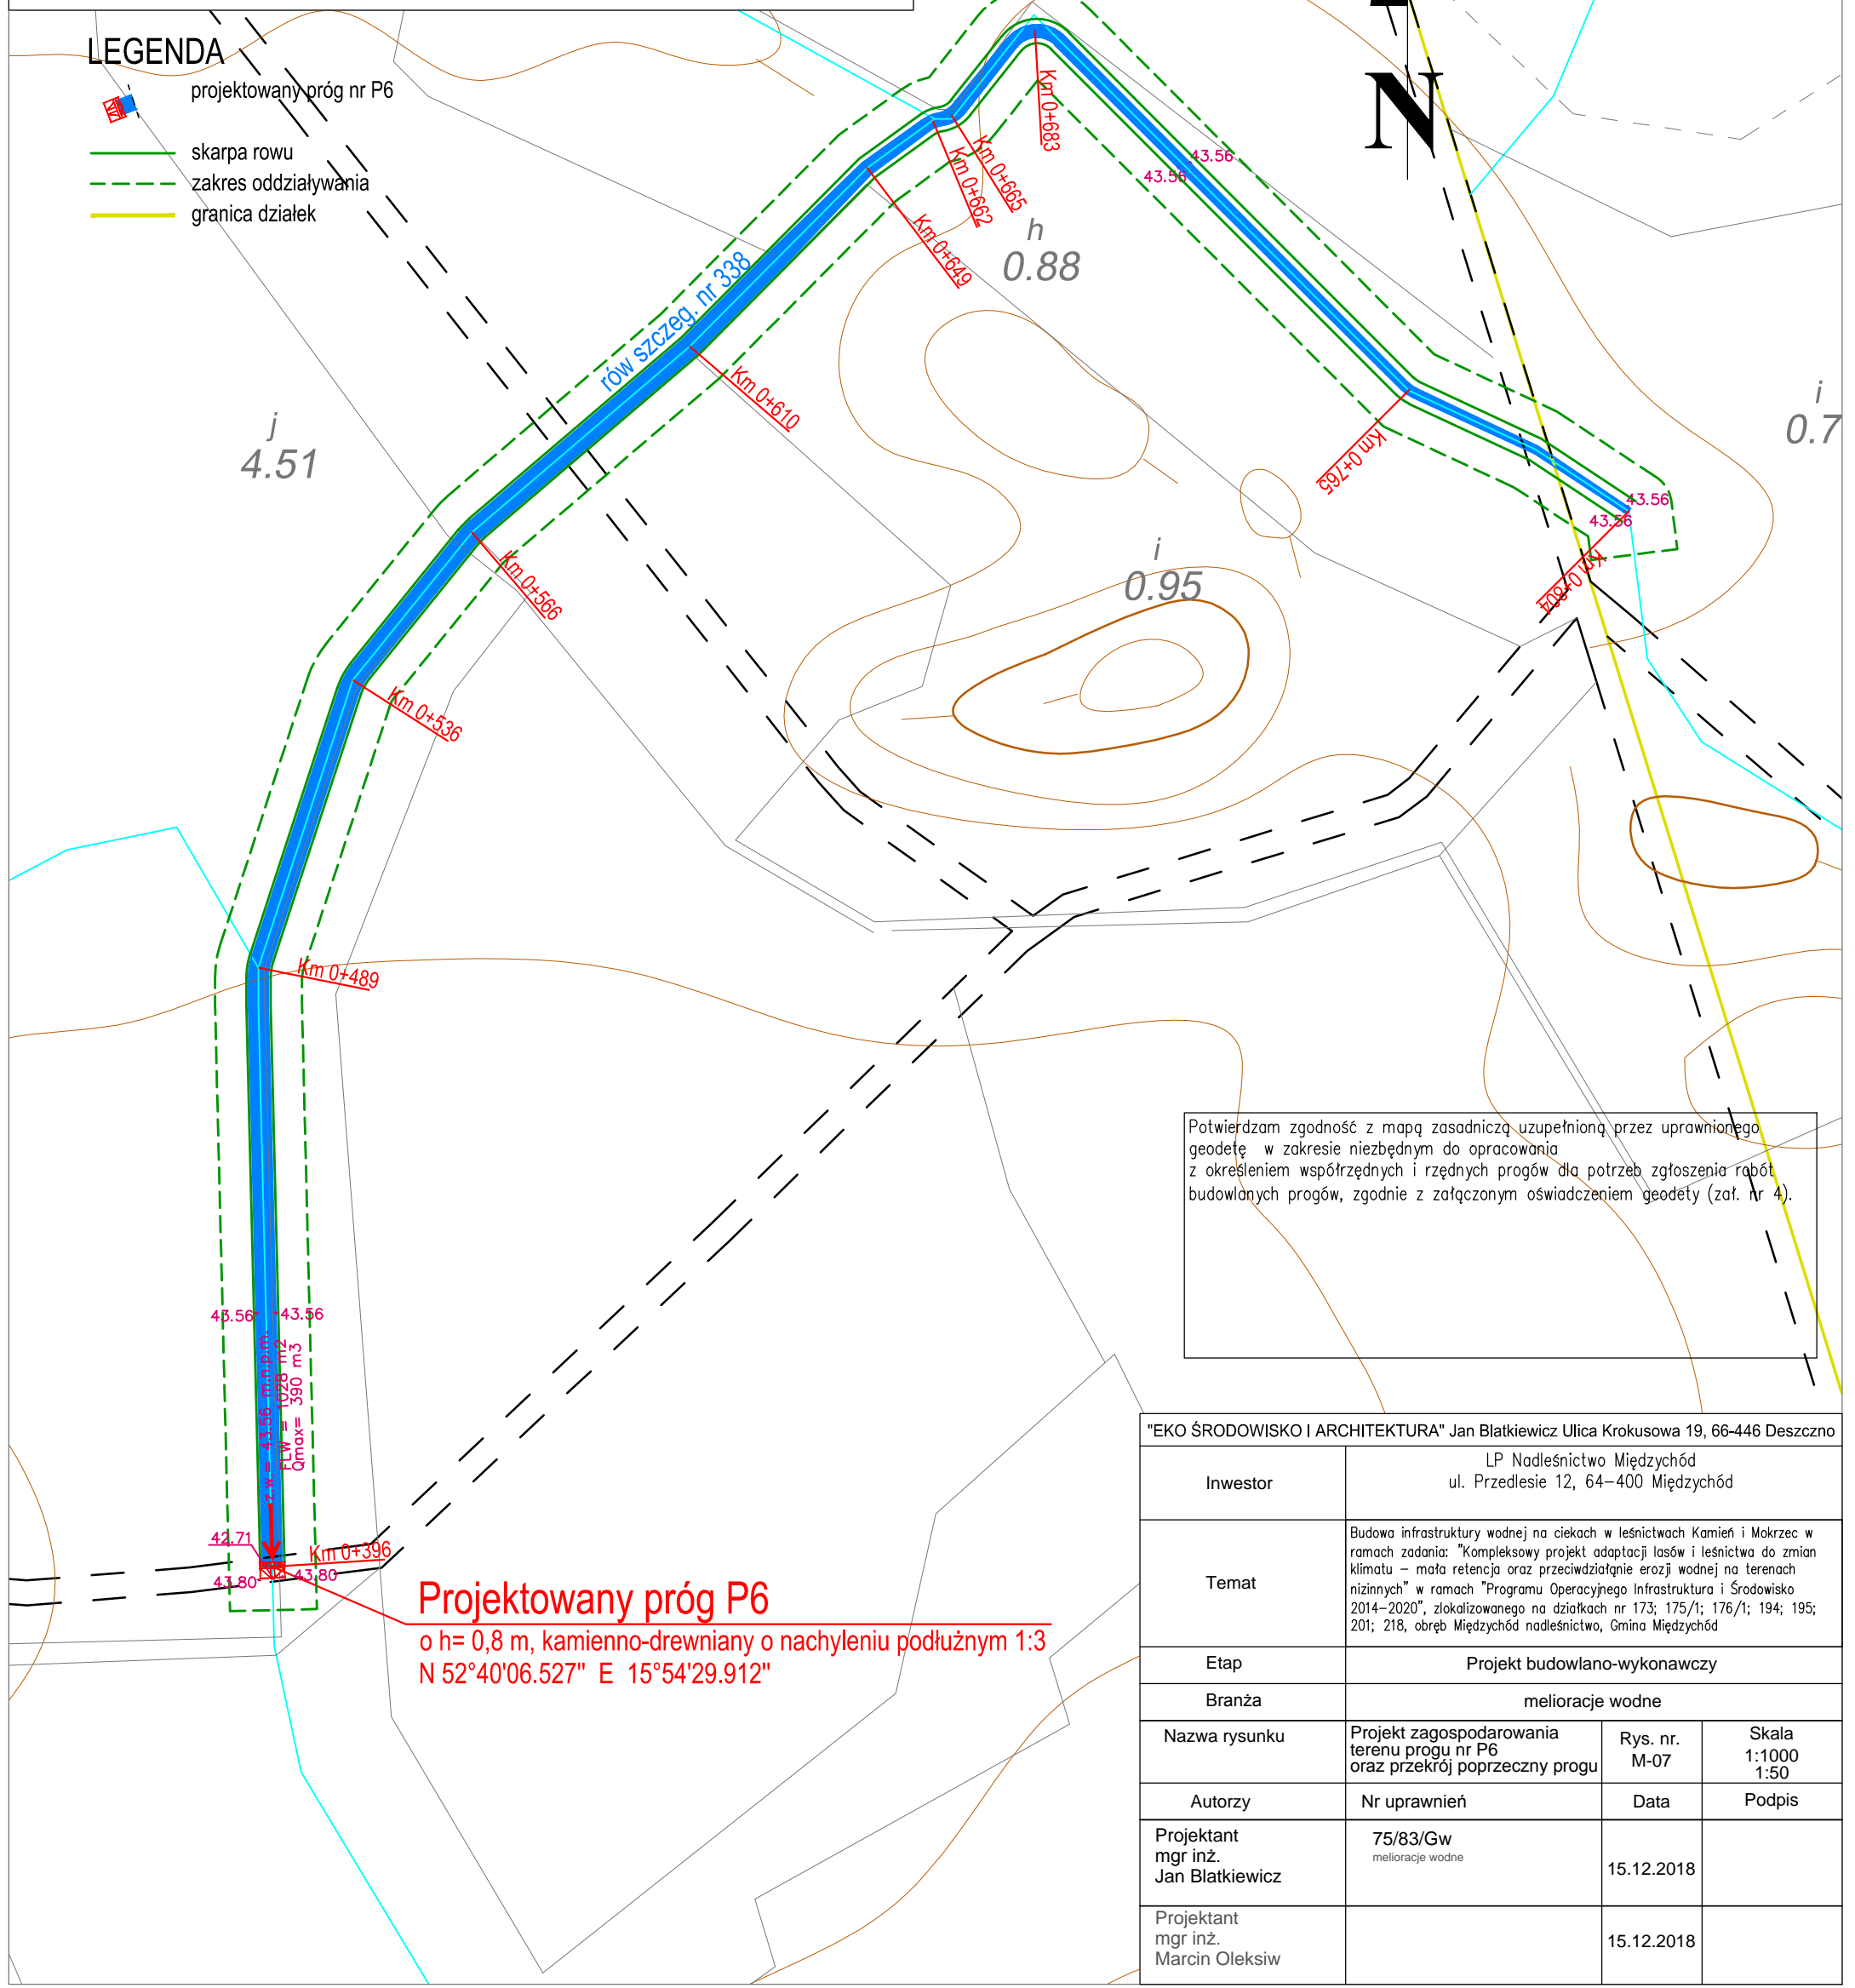 LEGENDA
projektowany próg nr P6
skarpa rowu
zakres oddziaływania
granica działek
N
Km 0+683
Km 0+665
Km 0+662
Km 0+649
43.56
43.56
h
0.88
rów szczeg. nr 338
Km 0+610
j
4.51
i
0.7
Km 0+765
43.56
43.56
Km 0+804
i
0.95
Km 0+566
Km 0+536
Km 0+489
Potwierdzam zgodność z mapą zasadniczą uzupełnioną przez uprawnionego
geodetę w zakresie niezbędnym do opracowania
z określeniem współrzędnych i rzędnych progów dla potrzeb zgłoszenia robót
budowlanych progów, zgodnie z załączonym oświadczeniem geodety (zał. nr 4).
43.56
43.56
z.w.= 43.56 m.n.p.m.
FLW = 1028 m2
Qmax= 390 m3
42.71
Km 0+396
43.80
43.80
Projektowany próg P6
o h= 0,8 m, kamienno-drewniany o nachyleniu podłużnym 1:3
N 52°40'06.527" E 15°54'29.912"
"EKO ŚRODOWISKO I ARCHITEKTURA" Jan Blatkiewicz Ulica Krokusowa 19, 66-446 Deszczno
Inwestor
LP Nadleśnictwo Międzychód
ul. Przedlesie 12, 64-400 Międzychód
Temat
Budowa infrastruktury wodnej na ciekach w leśnictwach Kamień i Mokrzec w
ramach zadania: "Kompleksowy projekt adaptacji lasów i leśnictwa do zmian
klimatu – mała retencja oraz przeciwdziałąnie erozji wodnej na terenach
nizinnych" w ramach "Programu Operacyjnego Infrastruktura i Środowisko
2014-2020", zlokalizowanego na działkach nr 173; 175/1; 176/1; 194; 195;
201; 218, obręb Międzychód nadleśnictwo, Gmina Międzychód
Etap
Projekt budowlano-wykonawczy
Branża
melioracje wodne
Nazwa rysunku
Projekt zagospodarowania
terenu progu nr P6
oraz przekrój poprzeczny progu
Rys. nr.
M-07
Skala
1:1000
1:50
Autorzy
Nr uprawnień
Data
Podpis
Projektant
mgr inż.
Jan Blatkiewicz
75/83/Gw
melioracje wodne
15.12.2018
Projektant
mgr inż.
Marcin Oleksiw
15.12.2018